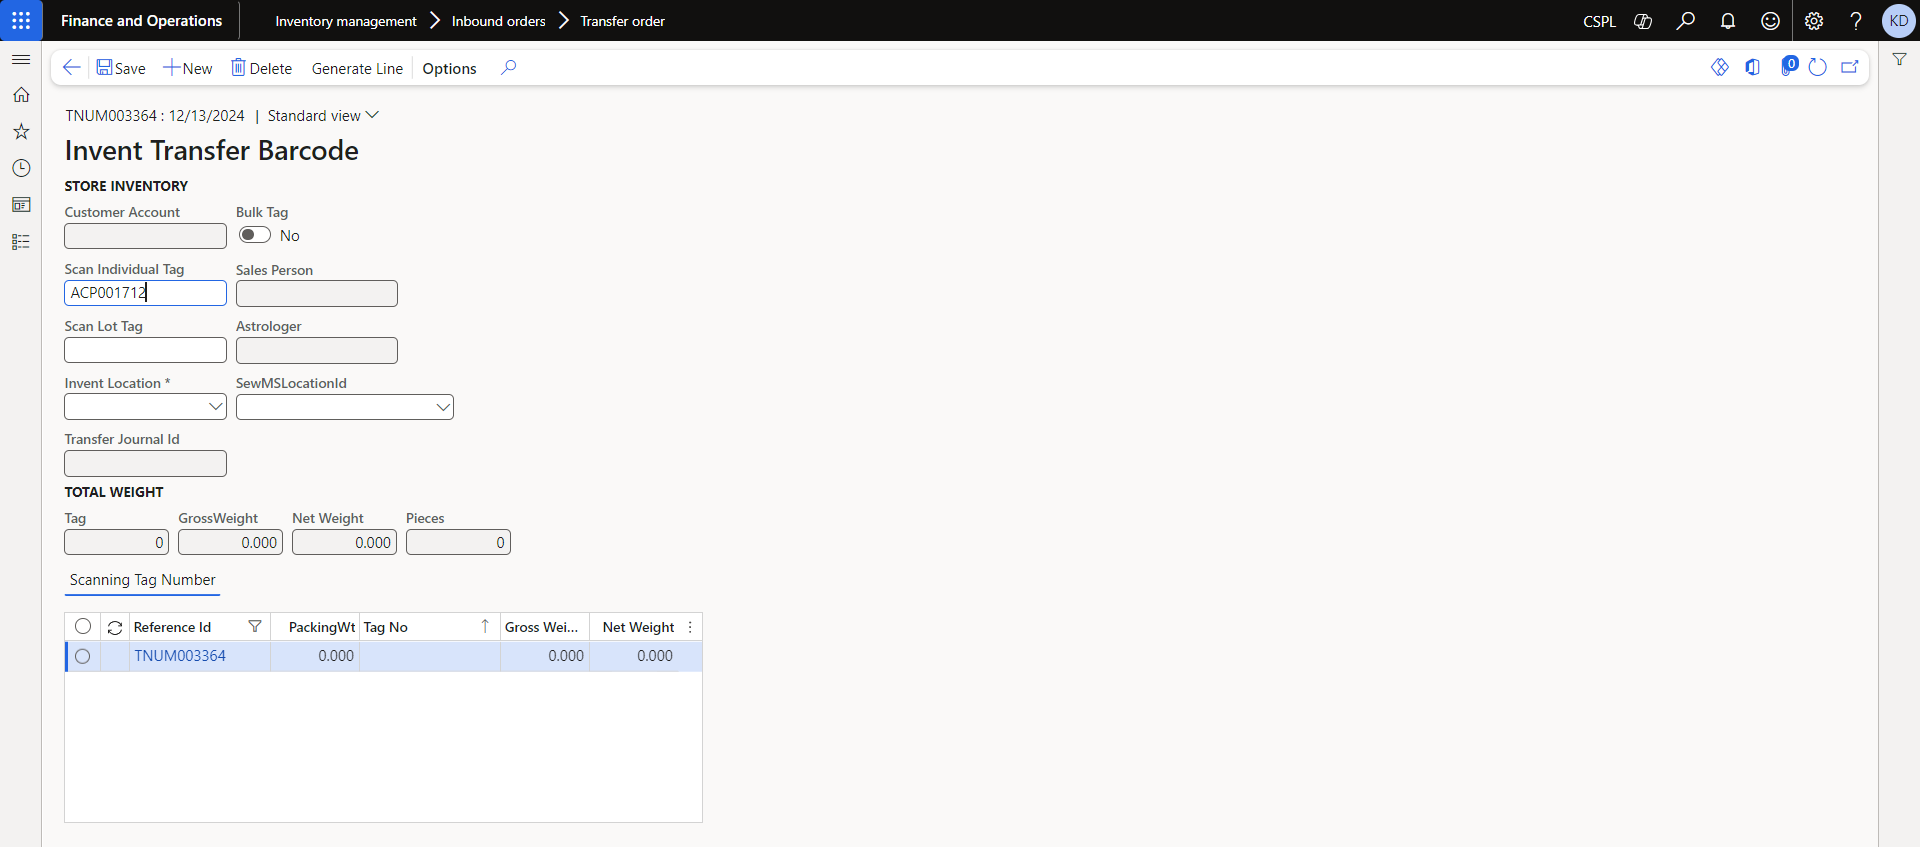 Finance and Operations
Inventory management > Inbound orders > Transfer order
CSPL
KD
Save New Delete Generate Line Options
0
TNUM003364 : 12/13/2024 | Standard view
Invent Transfer Barcode
STORE INVENTORY
Customer Account Bulk Tag
No
Scan Individual Tag Sales Person
ACP001712
Scan Lot Tag Astrologer
Invent Location * SewMSLocationId
Transfer Journal Id
TOTAL WEIGHT
Tag GrossWeight Net Weight Pieces
0 0.000 0.000 0
Scanning Tag Number
Reference Id PackingWt Tag No Gross Wei... Net Weight
TNUM003364 0.000 0.000 0.000